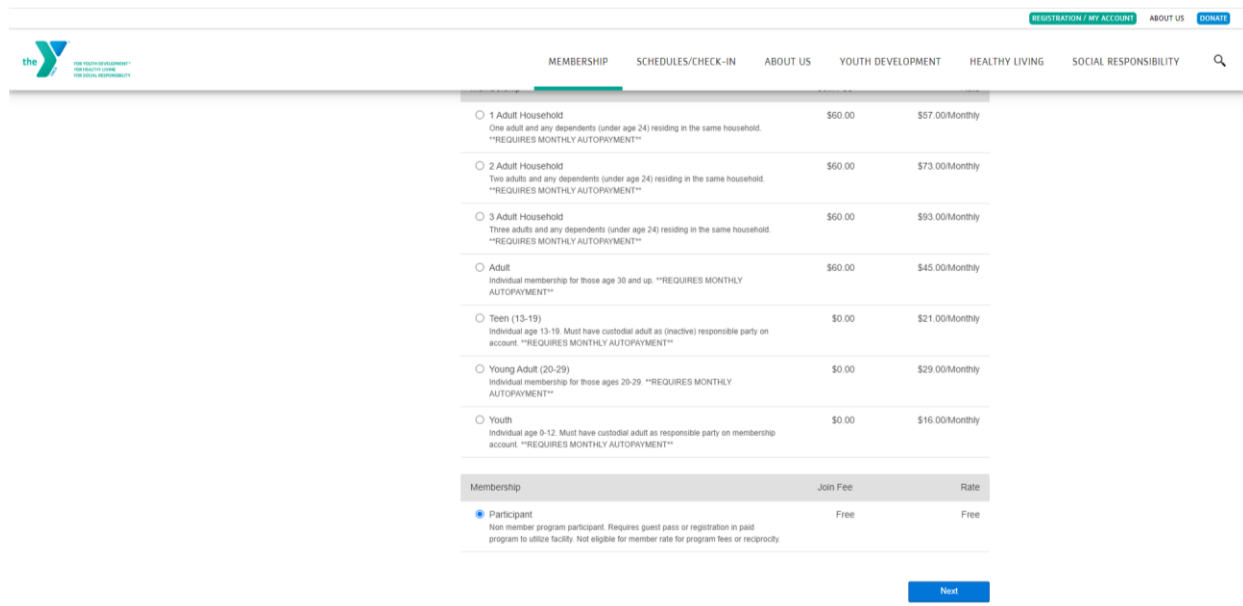 REGISTRATION / MY ACCOUNT ABOUT US DONATE
the Y
FOR YOUTH DEVELOPMENT®
FOR HEALTHY LIVING
FOR SOCIAL RESPONSIBILITY
MEMBERSHIP SCHEDULES/CHECK-IN ABOUT US YOUTH DEVELOPMENT HEALTHY LIVING SOCIAL RESPONSIBILITY
1 Adult Household $60.00 $57.00/Monthly
One adult and any dependents (under age 24) residing in the same household.
**REQUIRES MONTHLY AUTOPAYMENT**
2 Adult Household $60.00 $73.00/Monthly
Two adults and any dependents (under age 24) residing in the same household.
**REQUIRES MONTHLY AUTOPAYMENT**
3 Adult Household $60.00 $93.00/Monthly
Three adults and any dependents (under age 24) residing in the same household.
**REQUIRES MONTHLY AUTOPAYMENT**
Adult $60.00 $45.00/Monthly
Individual membership for those age 30 and up. **REQUIRES MONTHLY
AUTOPAYMENT**
Teen (13-19) $0.00 $21.00/Monthly
Individual age 13-19. Must have custodial adult as (inactive) responsible party on
account. **REQUIRES MONTHLY AUTOPAYMENT**
Young Adult (20-29) $0.00 $29.00/Monthly
Individual membership for those ages 20-29. **REQUIRES MONTHLY
AUTOPAYMENT**
Youth $0.00 $16.00/Monthly
Individual age 0-12. Must have custodial adult as responsible party on membership
account. **REQUIRES MONTHLY AUTOPAYMENT**
Membership Join Fee Rate
Participant Free Free
Non member program participant. Requires guest pass or registration in paid
program to utilize facility. Not eligible for member rate for program fees or reciprocity.
Next